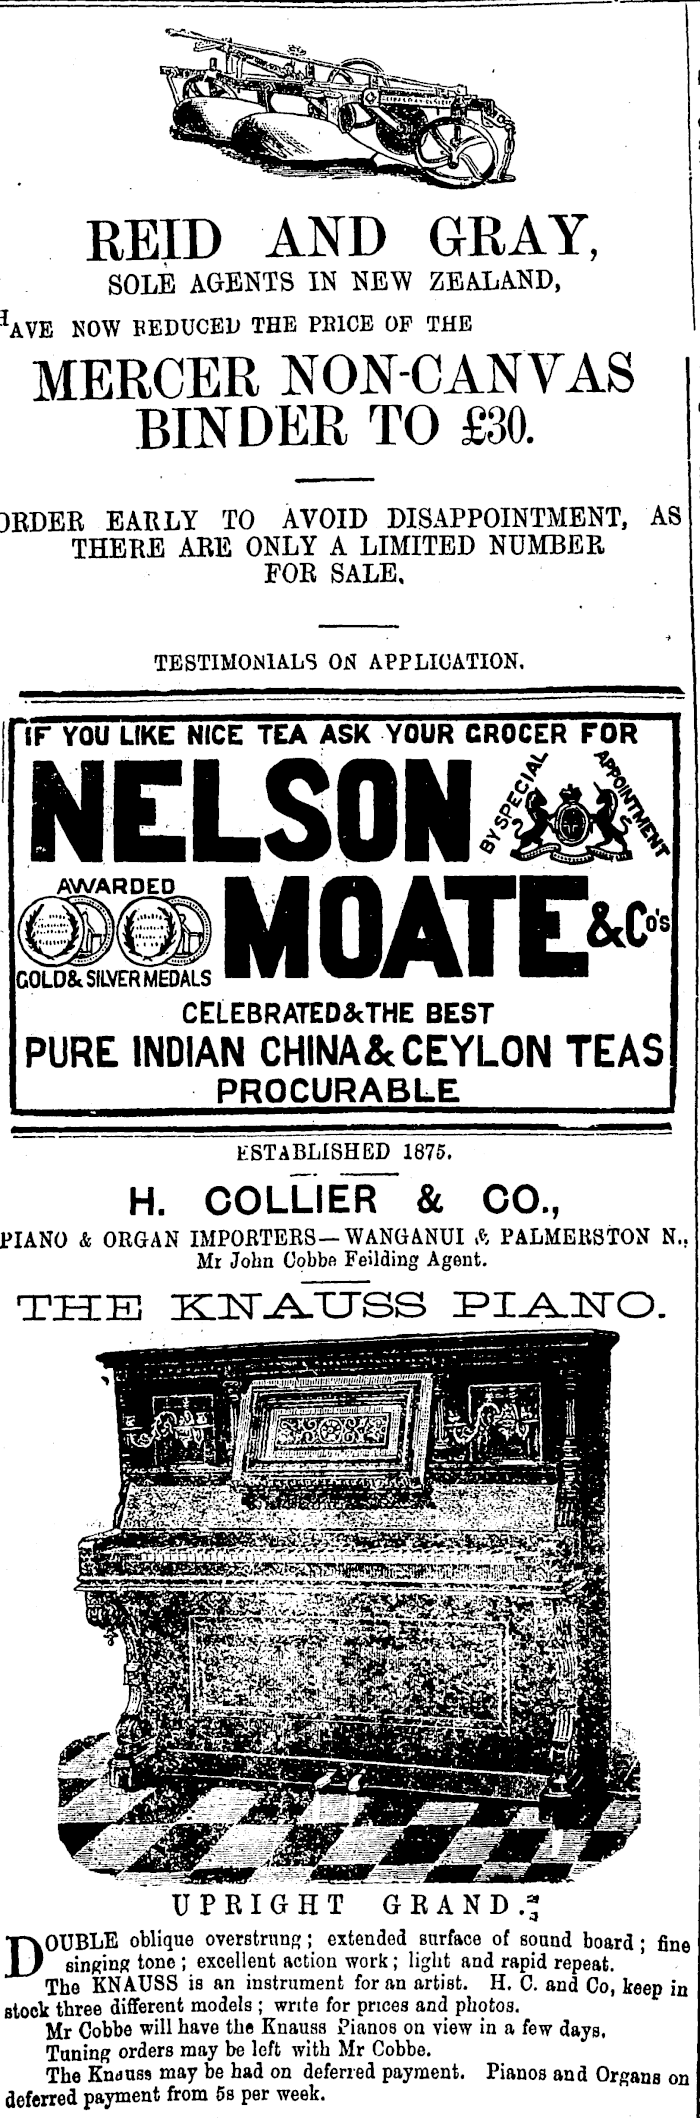 REID AND GRAY,
SOLE AGENTS IN NEW ZEALAND,
HAVE NOW REDUCED THE PRICE OF THE
MERCER NON-CANVAS
BINDER TO £30.
ORDER EARLY TO AVOID DISAPPOINTMENT, AS
THERE ARE ONLY A LIMITED NUMBER
FOR SALE.
TESTIMONIALS ON APPLICATION.
IF YOU LIKE NICE TEA ASK YOUR GROCER FOR
NELSON
BY SPECIAL APPOINTMENT
MOATE & Co's
AWARDED
GOLD & SILVER MEDALS
CELEBRATED & THE BEST
PURE INDIAN CHINA & CEYLON TEAS
PROCURABLE
ESTABLISHED 1875.
H. COLLIER & CO.,
PIANO & ORGAN IMPORTERS—WANGANUI & PALMERSTON N.,
Mr John Cobbe Feilding Agent.
THE KNAUSS PIANO.
UPRIGHT GRAND.
DOUBLE oblique overstrung; extended surface of sound board; fine
singing tone; excellent action work; light and rapid repeat.
The KNAUSS is an instrument for an artist. H. C. and Co, keep in
stock three different models; write for prices and photos.
Mr Cobbe will have the Knauss Pianos on view in a few days.
Tuning orders may be left with Mr Cobbe.
The Knauss may be had on deferred payment. Pianos and Organs on
deferred payment from 5s per week.